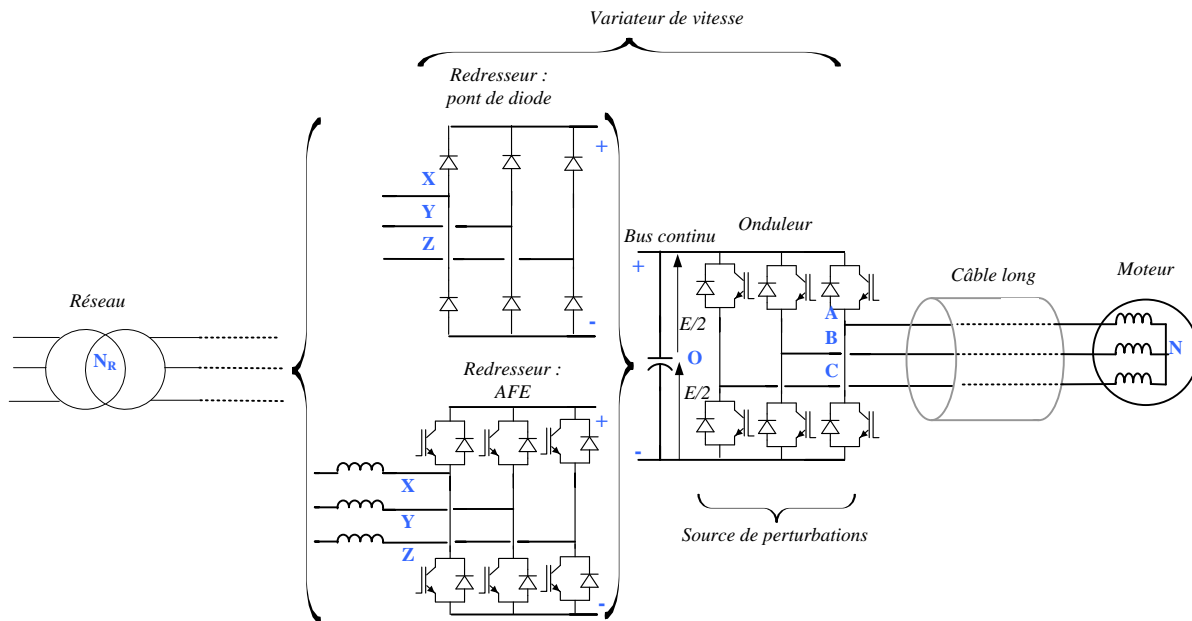 Variateur de vitesse
Redresseur :
pont de diode
+
X
Y
Z
-
Réseau
N_R
Redresseur :
AFE
+
X
Y
Z
-
Bus continu
+
E/2
O
E/2
-
Onduleur
A
B
C
Source de perturbations
Câble long
Moteur
N